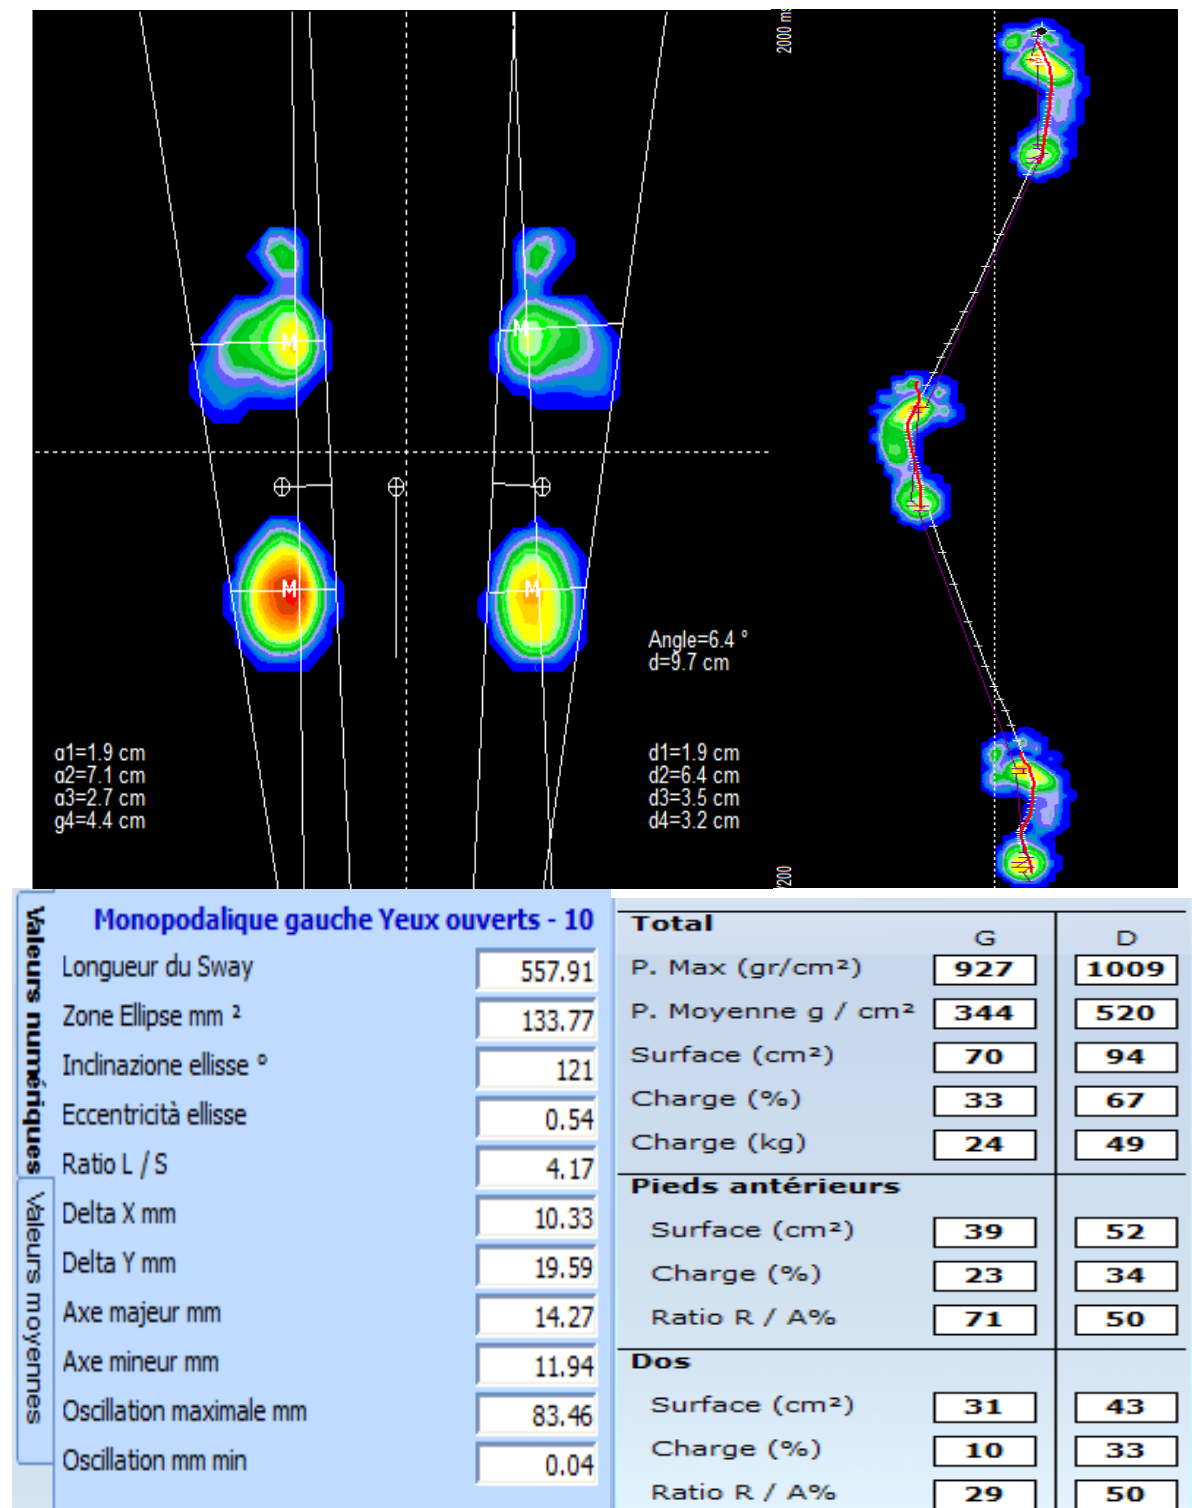 2000 ms
M
M
M
M
Angle=6.4 °
d=9.7 cm
α1=1.9 cm
α2=7.1 cm
α3=2.7 cm
g4=4.4 cm
d1=1.9 cm
d2=6.4 cm
d3=3.5 cm
d4=3.2 cm
/200
Valeurs numériques
Valeurs moyennes
Monopodalique gauche Yeux ouverts - 10
Longueur du Sway 557.91
Zone Ellipse mm ² 133.77
Inclinazione ellisse ° 121
Eccentricità ellisse 0.54
Ratio L / S 4.17
Delta X mm 10.33
Delta Y mm 19.59
Axe majeur mm 14.27
Axe mineur mm 11.94
Oscillation maximale mm 83.46
Oscillation mm min 0.04
Total G D
P. Max (gr/cm²) 927 1009
P. Moyenne g / cm² 344 520
Surface (cm²) 70 94
Charge (%) 33 67
Charge (kg) 24 49
Pieds antérieurs
Surface (cm²) 39 52
Charge (%) 23 34
Ratio R / A% 71 50
Dos
Surface (cm²) 31 43
Charge (%) 10 33
Ratio R / A% 29 50